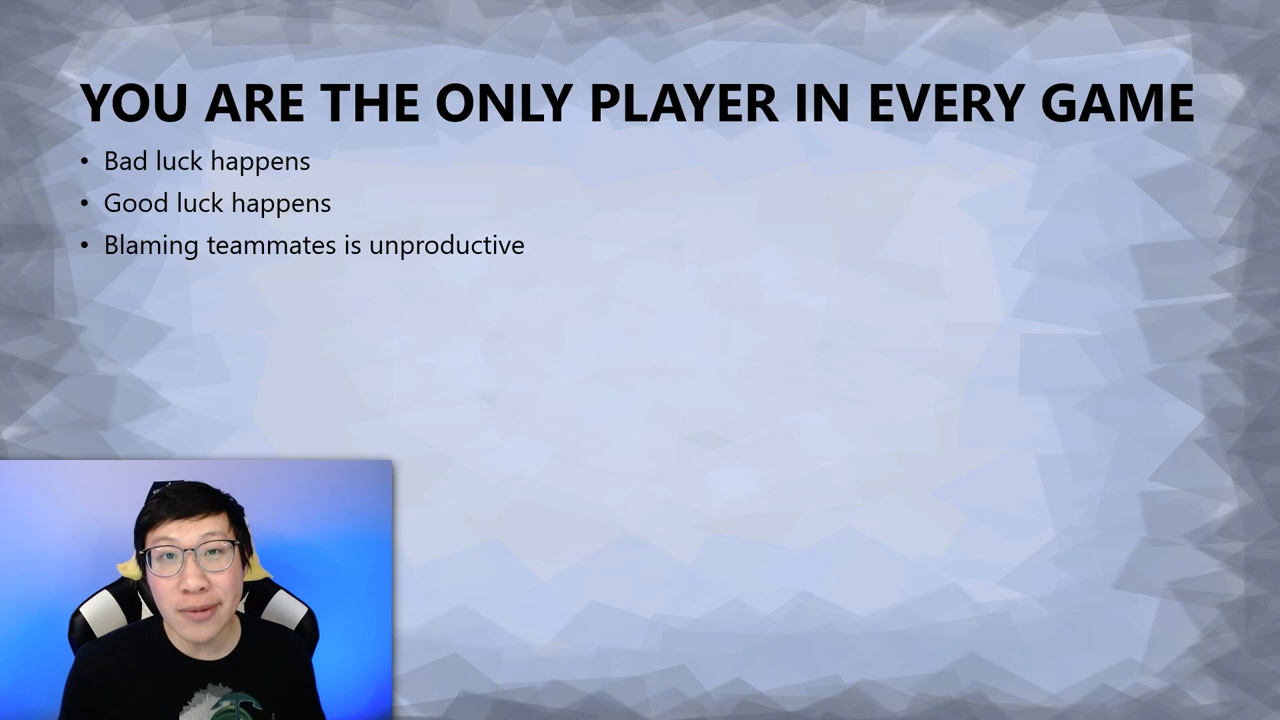 YOU ARE THE ONLY PLAYER IN EVERY GAME
• Bad luck happens
• Good luck happens
• Blaming teammates is unproductive